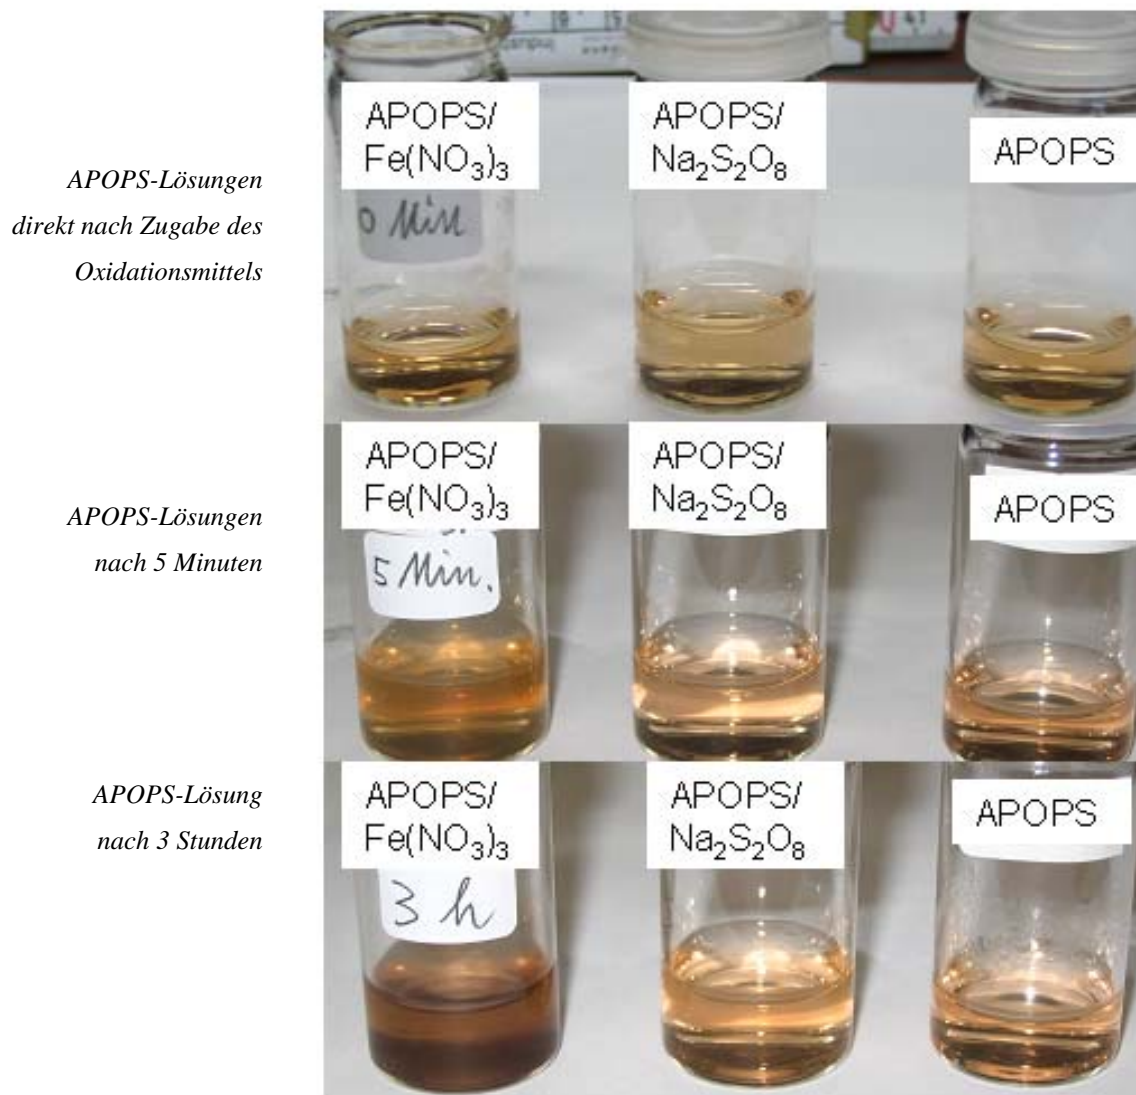 APOPS-Lösungen
direkt nach Zugabe des
Oxidationsmittels
APOPS/
Fe(NO₃)₃
APOPS/
Na₂S₂O₈
APOPS
0 Min
APOPS-Lösungen
nach 5 Minuten
APOPS/
Fe(NO₃)₃
APOPS/
Na₂S₂O₈
APOPS
5 Min.
APOPS-Lösung
nach 3 Stunden
APOPS/
Fe(NO₃)₃
APOPS/
Na₂S₂O₈
APOPS
3 h